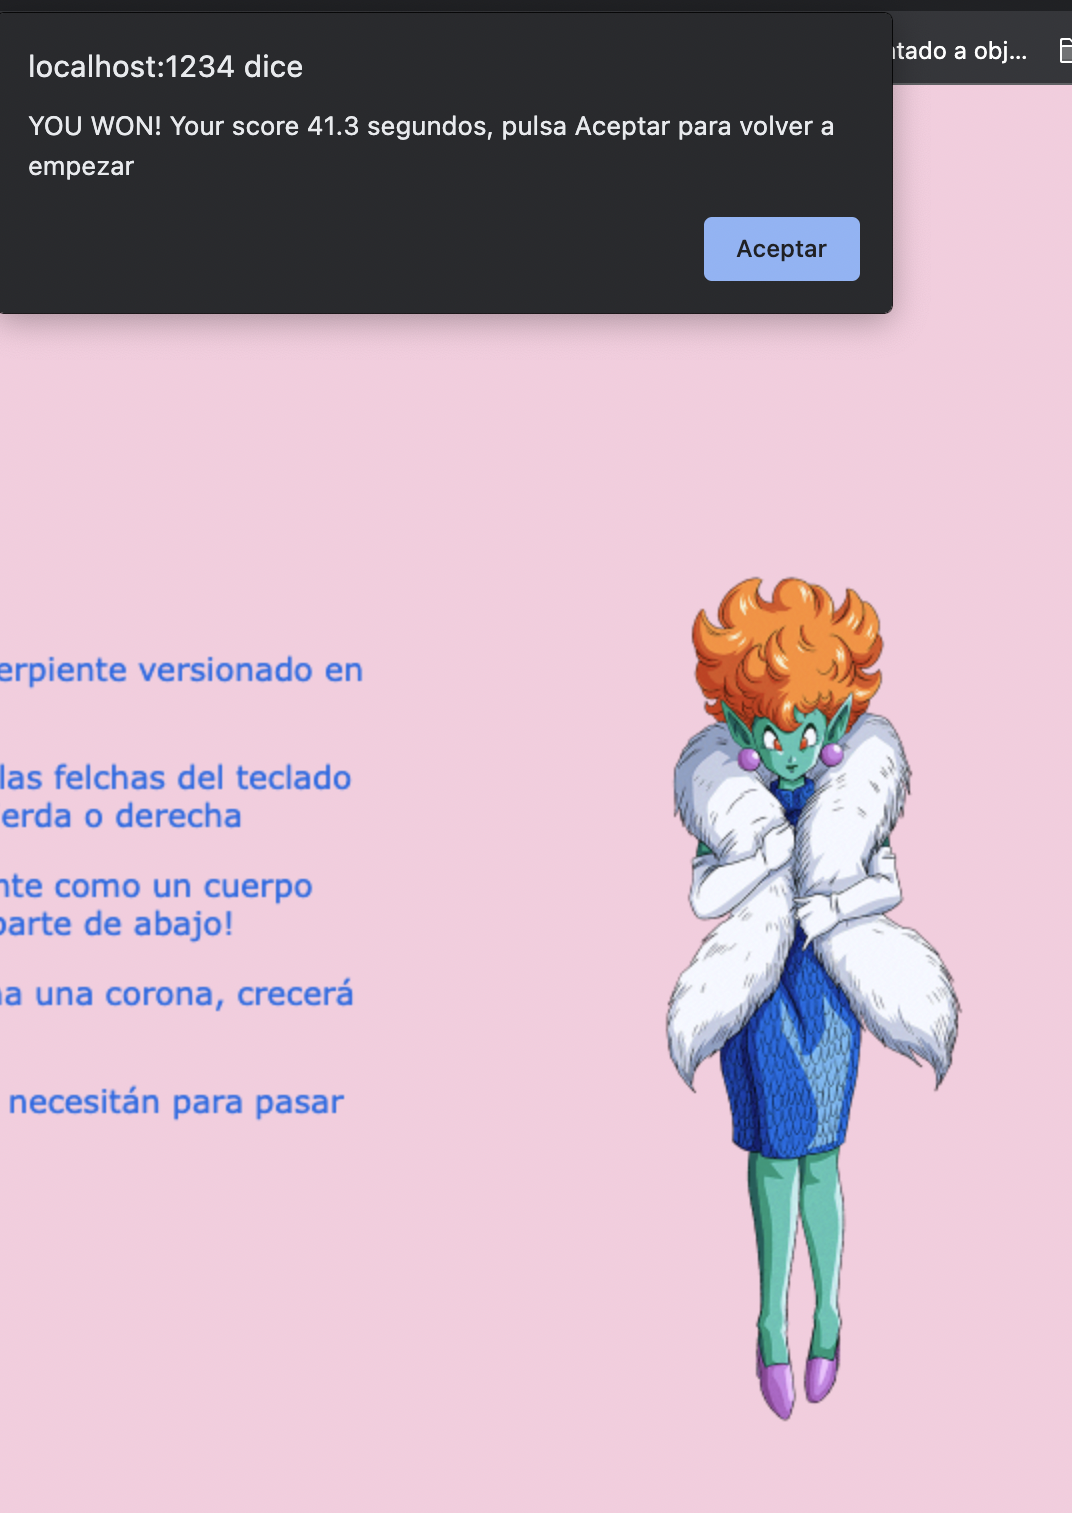 localhost:1234 dice
YOU WON! Your score 41.3 segundos, pulsa Aceptar para volver a
empezar
Aceptar
ntado a obj...
erpiente versionado en
las felchas del teclado
erda o derecha
nte como un cuerpo
parte de abajo!
na una corona, crecerá
necesitán para pasar